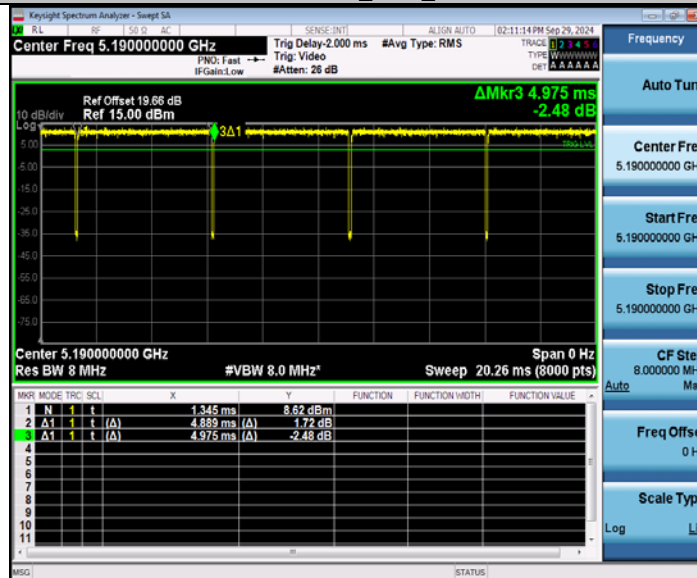 Keysight Spectrum Analyzer - Swept SA
RL RF 50 Ω AC SENSE:INT ALIGN AUTO 02:11:14 PM Sep 29, 2024
Center Freq 5.190000000 GHz
PNO: Fast
IFGain:Low
Trig Delay-2.000 ms
Trig: Video
#Atten: 26 dB
#Avg Type: RMS
TRACE 1 2 3 4 5 6
TYPE WWWWWW
DET A A A A A A
Frequency
Auto Tun
Center Fre
5.190000000 GH
Start Fre
5.190000000 GH
Stop Fre
5.190000000 GH
CF Ste
8.000000 MH
Auto Ma
Freq Offs
0 H
Scale Typ
Log Li
ΔMkr3 4.975 ms
-2.48 dB
Ref Offset 19.66 dB
10 dB/div Ref 15.00 dBm
Log
3Δ1
TRIG LVL
5.00
-5.00
-15.0
-25.0
-35.0
-45.0
-55.0
-65.0
-75.0
Center 5.190000000 GHz Span 0 Hz
Res BW 8 MHz #VBW 8.0 MHz* Sweep 20.26 ms (8000 pts)
MKR MODE TRC SCL X Y FUNCTION FUNCTION WIDTH FUNCTION VALUE
1 N 1 t 1.345 ms 8.62 dBm
2 Δ1 1 t (Δ) 4.889 ms (Δ) 1.72 dB
3 Δ1 1 t (Δ) 4.975 ms (Δ) -2.48 dB
4
5
6
7
8
9
10
11
MSG STATUS